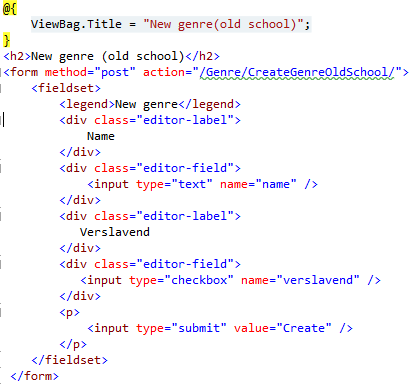 @{
ViewBag.Title = "New genre(old school)";
}
<h2>New genre (old school)</h2>
<form method="post" action="/Genre/CreateGenreOldSchool/">
<fieldset>
<legend>New genre</legend>
<div class="editor-label">
Name
</div>
<div class="editor-field">
<input type="text" name="name" />
</div>
<div class="editor-label">
Verslavend
</div>
<div class="editor-field">
<input type="checkbox" name="verslavend" />
</div>
<p>
<input type="submit" value="Create" />
</p>
</fieldset>
</form>